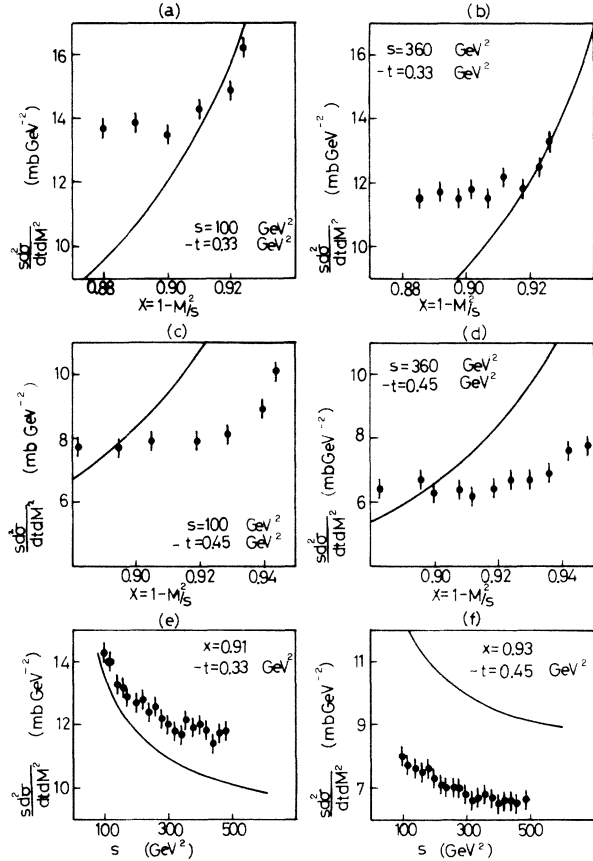 (a)
16
14
12
10
(mb GeV⁻²)
sd²σ
dtdM²
s = 100 GeV²
-t = 0.33 GeV²
0.88 0.90 0.92
X = 1-M²/s
(b)
16
14
12
10
(mb GeV⁻²)
sd²σ
dtdM²
s = 360 GeV²
-t = 0.33 GeV²
0.88 0.90 0.92
X = 1-M²/s
(c)
10
8
6
(mb GeV⁻²)
sd²σ
dtdM²
s = 100 GeV²
-t = 0.45 GeV²
0.90 0.92 0.94
X = 1-M²/s
(d)
10
8
6
(mb GeV⁻²)
sd²σ
dtdM²
s = 360 GeV²
-t = 0.45 GeV²
0.90 0.92 0.94
X = 1-M²/s
(e)
14
12
10
(mb GeV⁻²)
sd²σ
dtdM²
x = 0.91
-t = 0.33 GeV²
100 300 500
s (GeV²)
(f)
11
9
7
(mb GeV⁻²)
sd²σ
dtdM²
x = 0.93
-t = 0.45 GeV²
100 300 500
s (GeV²)